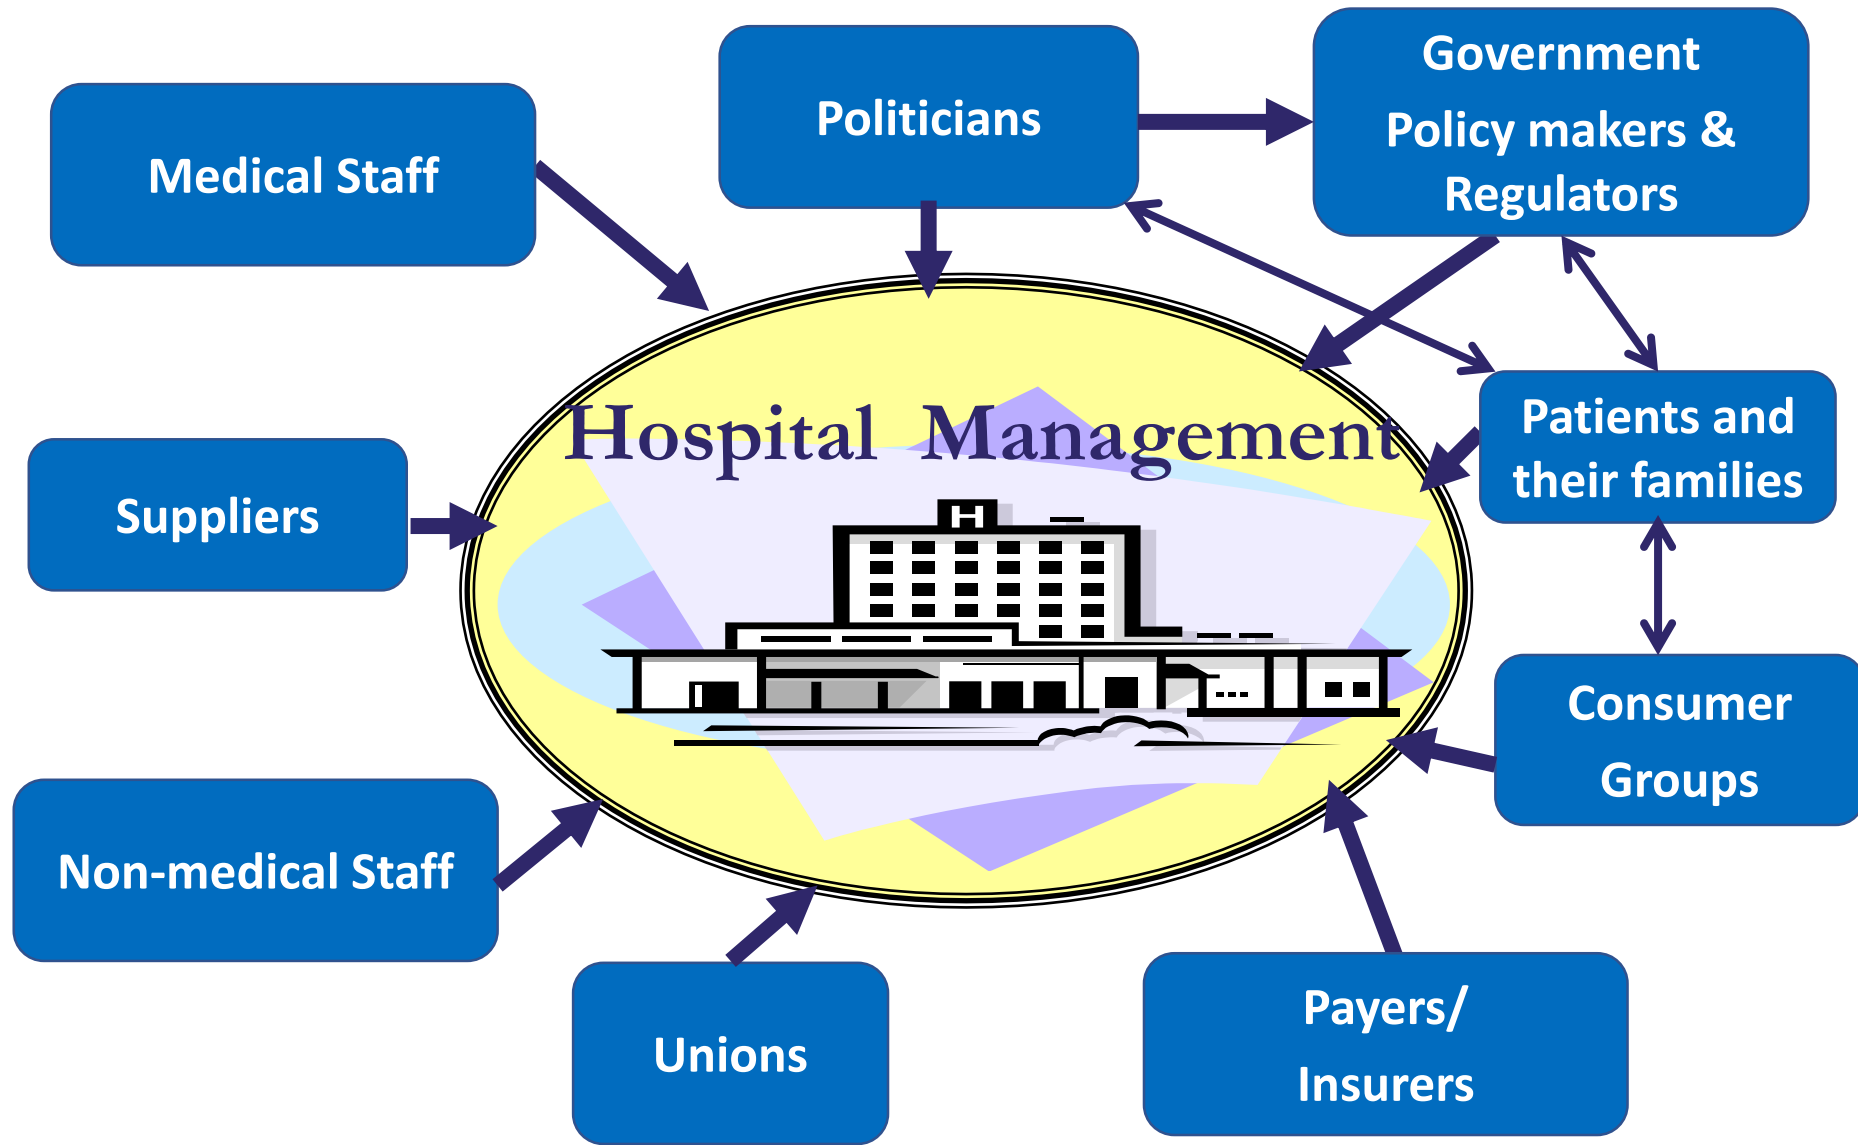 Government
Politicians
Policy makers &
Medical Staff
Regulators
Hospital Management
Patients and
their families
Suppliers
H
Consumer
Groups
Non-medical Staff
Payers/
Unions
Insurers